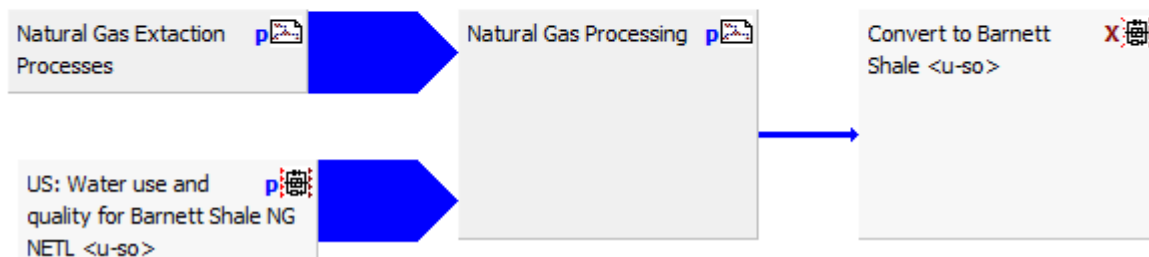 Natural Gas Extaction p
Processes
Natural Gas Processing p
Convert to Barnett X
Shale <u-so>
US: Water use and p
quality for Barnett Shale NG
NETL <u-so>